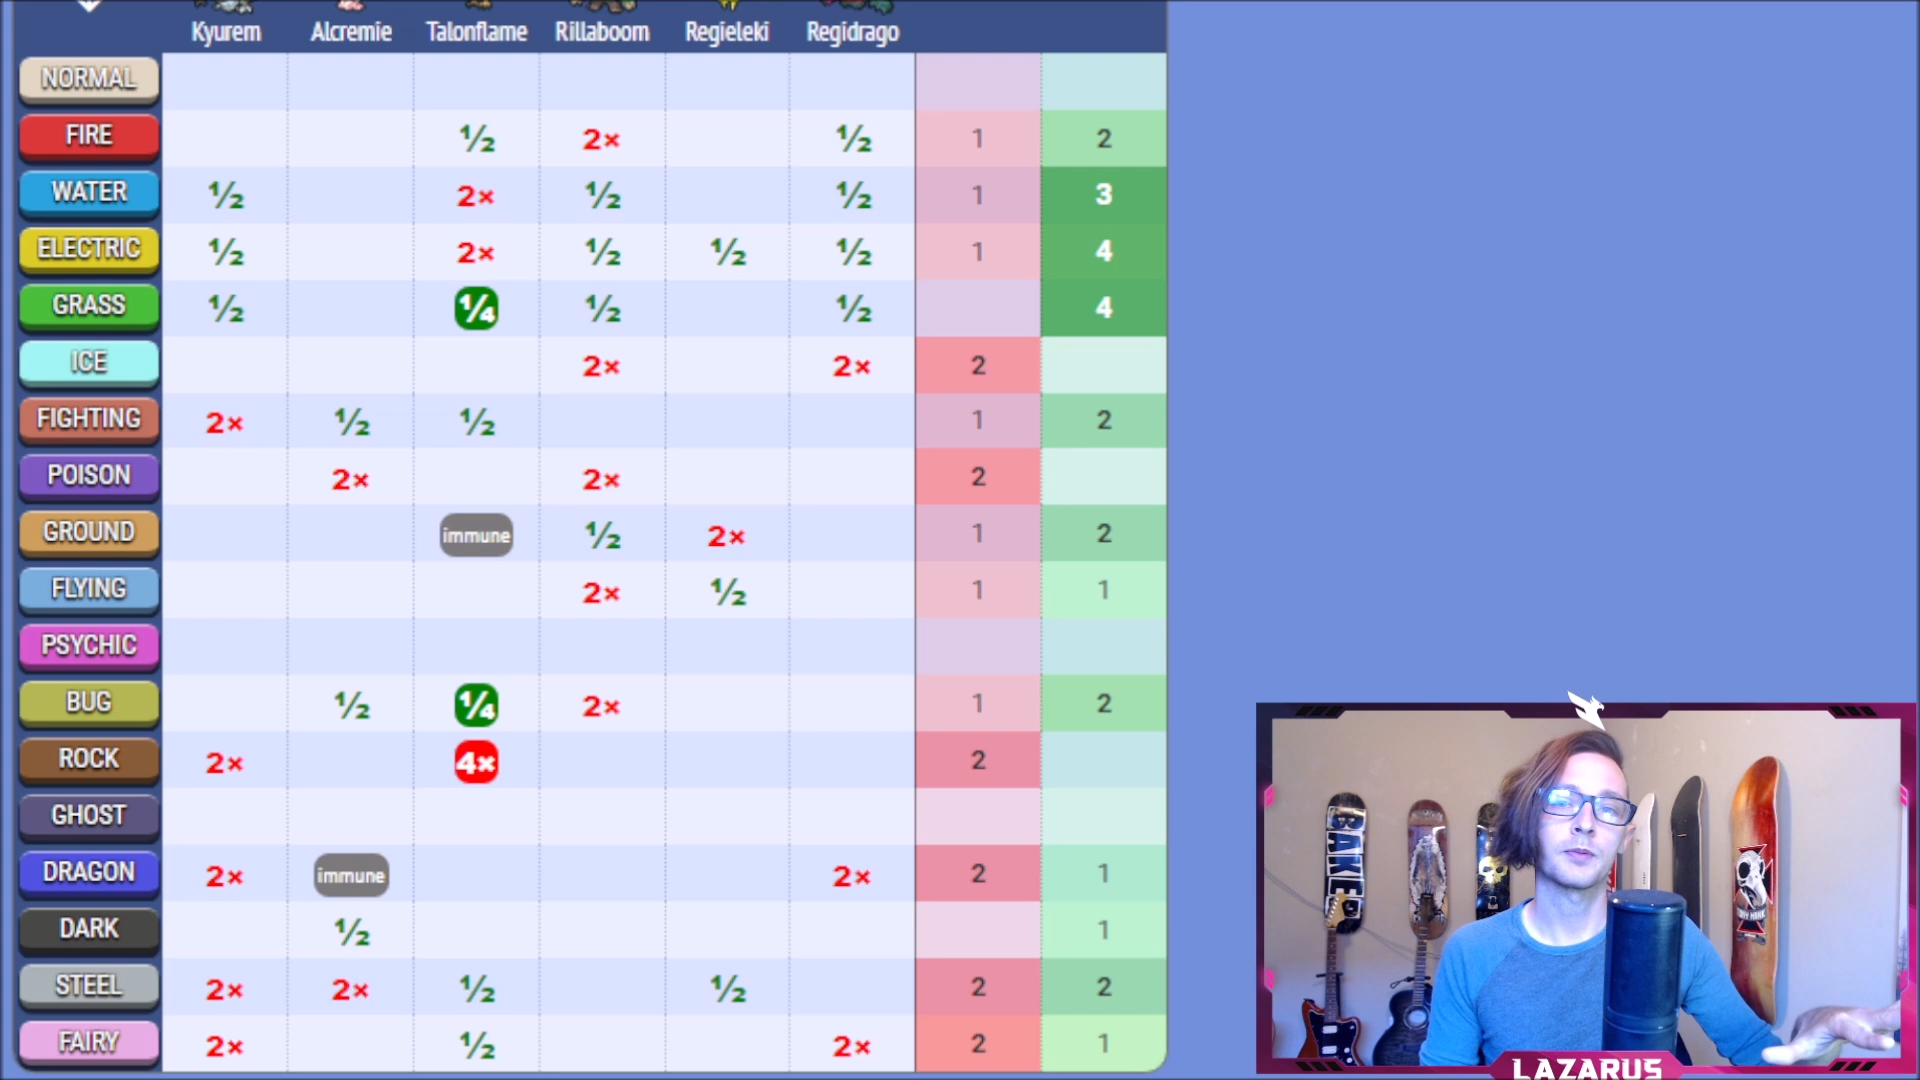 Kyurem Alcremie Talonflame Rillaboom Regieleki Regidrago
NORMAL
FIRE ½ 2× ½ 1 2
WATER ½ 2× ½ ½ 1 3
ELECTRIC ½ 2× ½ ½ ½ 1 4
GRASS ½ ¼ ½ ½ 4
ICE 2× 2× 2
FIGHTING 2× ½ ½ 1 2
POISON 2× 2× 2
GROUND immune ½ 2× 1 2
FLYING 2× ½ 1 1
PSYCHIC
BUG ½ ¼ 2× 1 2
ROCK 2× 4× 2
GHOST
DRAGON 2× immune 2× 2 1
DARK ½ 1
STEEL 2× 2× ½ ½ 2 2
FAIRY 2× ½ 2× 2 1
BAKER
LAZARUS